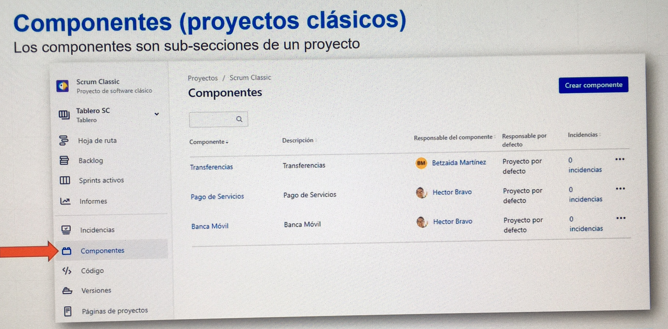 Componentes (proyectos clásicos)
Los componentes son sub-secciones de un proyecto
Scrum Classic
Proyecto de software clásico
Tablero SC
Tablero
Hoja de ruta
Backlog
Sprints activos
Informes
Incidencias
Componentes
Código
Versiones
Páginas de proyectos
Proyectos / Scrum Classic
Componentes
Crear componente
Componente Descripción Responsable del componente Responsable por defecto Incidencias
Transferencias Transferencias BM Betzaida Martínez Proyecto por defecto 0 incidencias
Pago de Servicios Pago de Servicios Hector Bravo Proyecto por defecto 0 incidencias
Banca Móvil Banca Móvil Hector Bravo Proyecto por defecto 0 incidencias